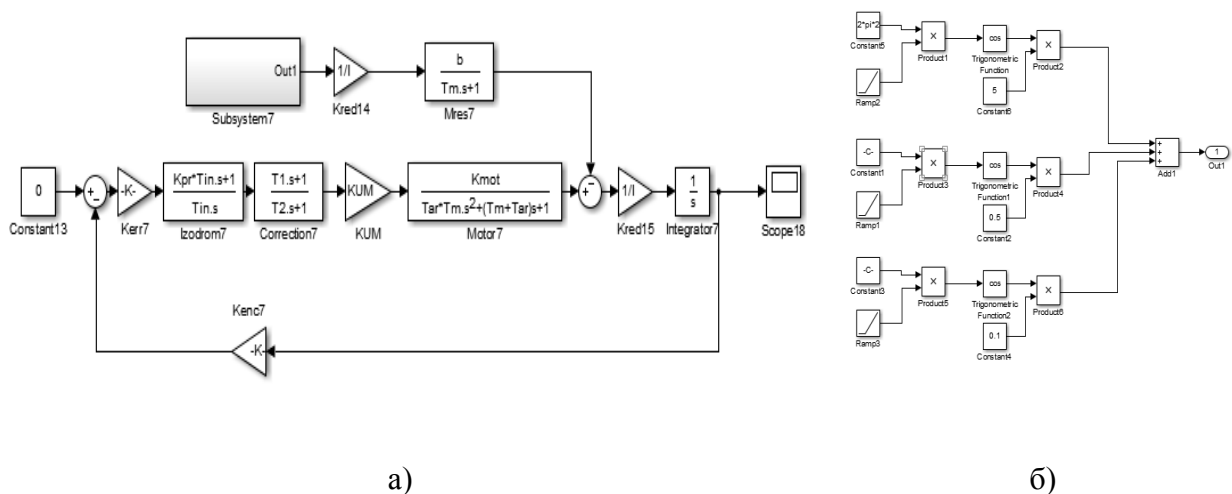 Out1
Subsystem7
1/I
Kred14
b
Tm.s+1
Mres7
0
Constant13
-K-
Kerr7
Kpr*Tin.s+1
Tin.s
Izodrom7
T1.s+1
T2.s+1
Correction7
KUM
KUM
Kmot
Tar*Tm.s²+(Tm+Tar)s+1
Motor7
1/I
Kred15
1
s
Integrator7
Scope18
Kenc7
-K-
а)
2*pi*2
Constant5
×
Product1
Ramp2
cos
Trigonometric
Function
5
Constant6
×
Product2
-C-
Constant1
×
Product3
Ramp1
cos
Trigonometric
Function1
0.5
Constant2
×
Product4
-C-
Constant3
×
Product5
Ramp3
cos
Trigonometric
Function2
0.1
Constant4
×
Product6
+
+
+
Add1
1
Out1
б)